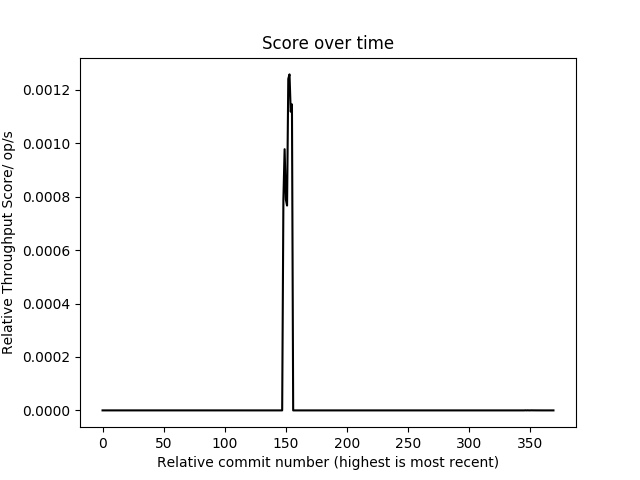 Score over time
Relative Throughput Score/ op/s
0.0012
0.0010
0.0008
0.0006
0.0004
0.0002
0.0000
0 50 100 150 200 250 300 350
Relative commit number (highest is most recent)